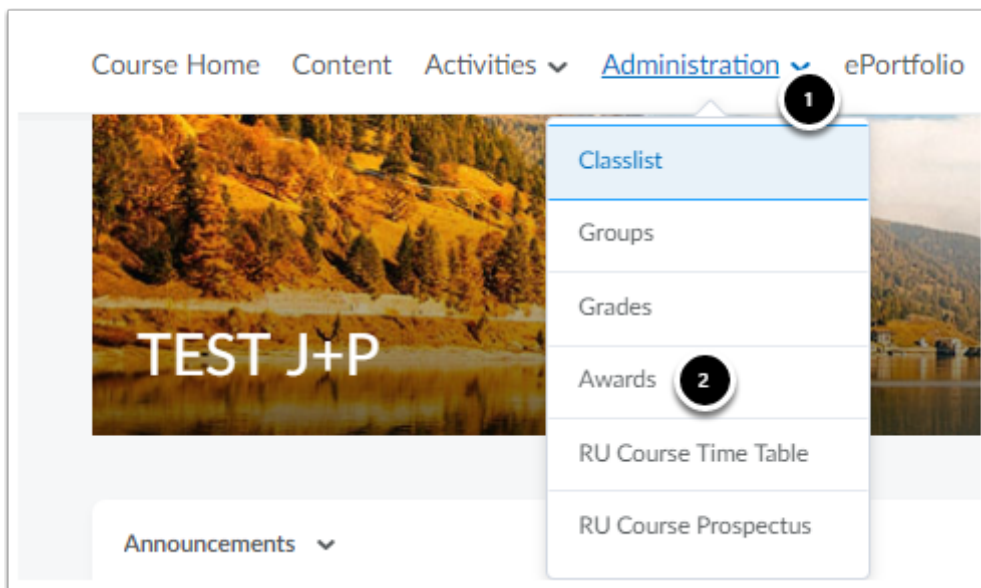 Course Home Content Activities Administration ePortfolio
1
Classlist
Groups
Grades
TEST J+P
Awards 2
RU Course Time Table
RU Course Prospectus
Announcements